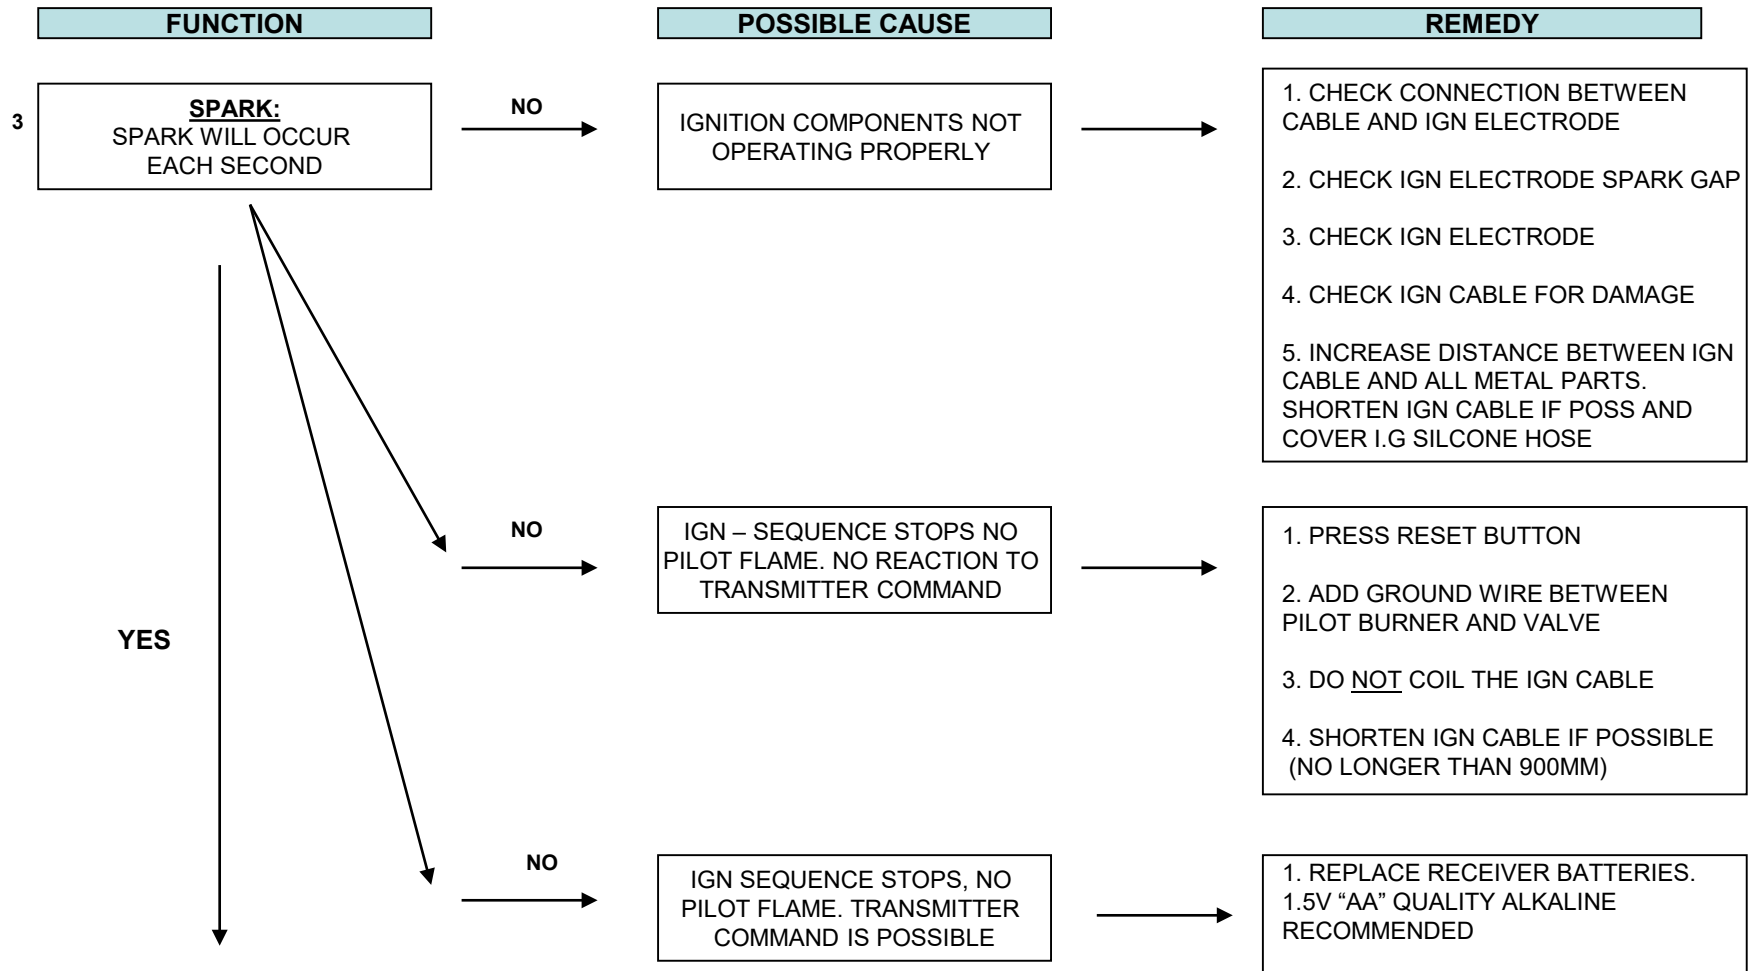 FUNCTION
POSSIBLE CAUSE
REMEDY
3
SPARK:
SPARK WILL OCCUR
EACH SECOND
NO
IGNITION COMPONENTS NOT
OPERATING PROPERLY
1. CHECK CONNECTION BETWEEN
CABLE AND IGN ELECTRODE
2. CHECK IGN ELECTRODE SPARK GAP
3. CHECK IGN ELECTRODE
4. CHECK IGN CABLE FOR DAMAGE
5. INCREASE DISTANCE BETWEEN IGN
CABLE AND ALL METAL PARTS.
SHORTEN IGN CABLE IF POSS AND
COVER I.G SILCONE HOSE
NO
IGN – SEQUENCE STOPS NO
PILOT FLAME. NO REACTION TO
TRANSMITTER COMMAND
1. PRESS RESET BUTTON
2. ADD GROUND WIRE BETWEEN
PILOT BURNER AND VALVE
3. DO NOT COIL THE IGN CABLE
4. SHORTEN IGN CABLE IF POSSIBLE
(NO LONGER THAN 900MM)
YES
NO
IGN SEQUENCE STOPS, NO
PILOT FLAME. TRANSMITTER
COMMAND IS POSSIBLE
1. REPLACE RECEIVER BATTERIES.
1.5V “AA” QUALITY ALKALINE
RECOMMENDED